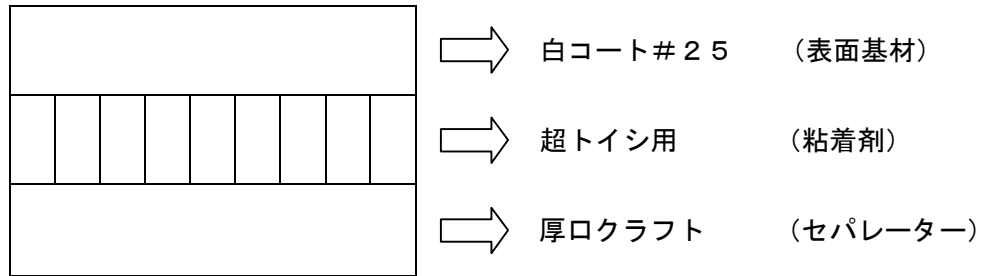 白コート＃２５　　（表面基材）
超トイシ用　　　　（粘着剤）
厚口クラフト　　　（セパレーター）